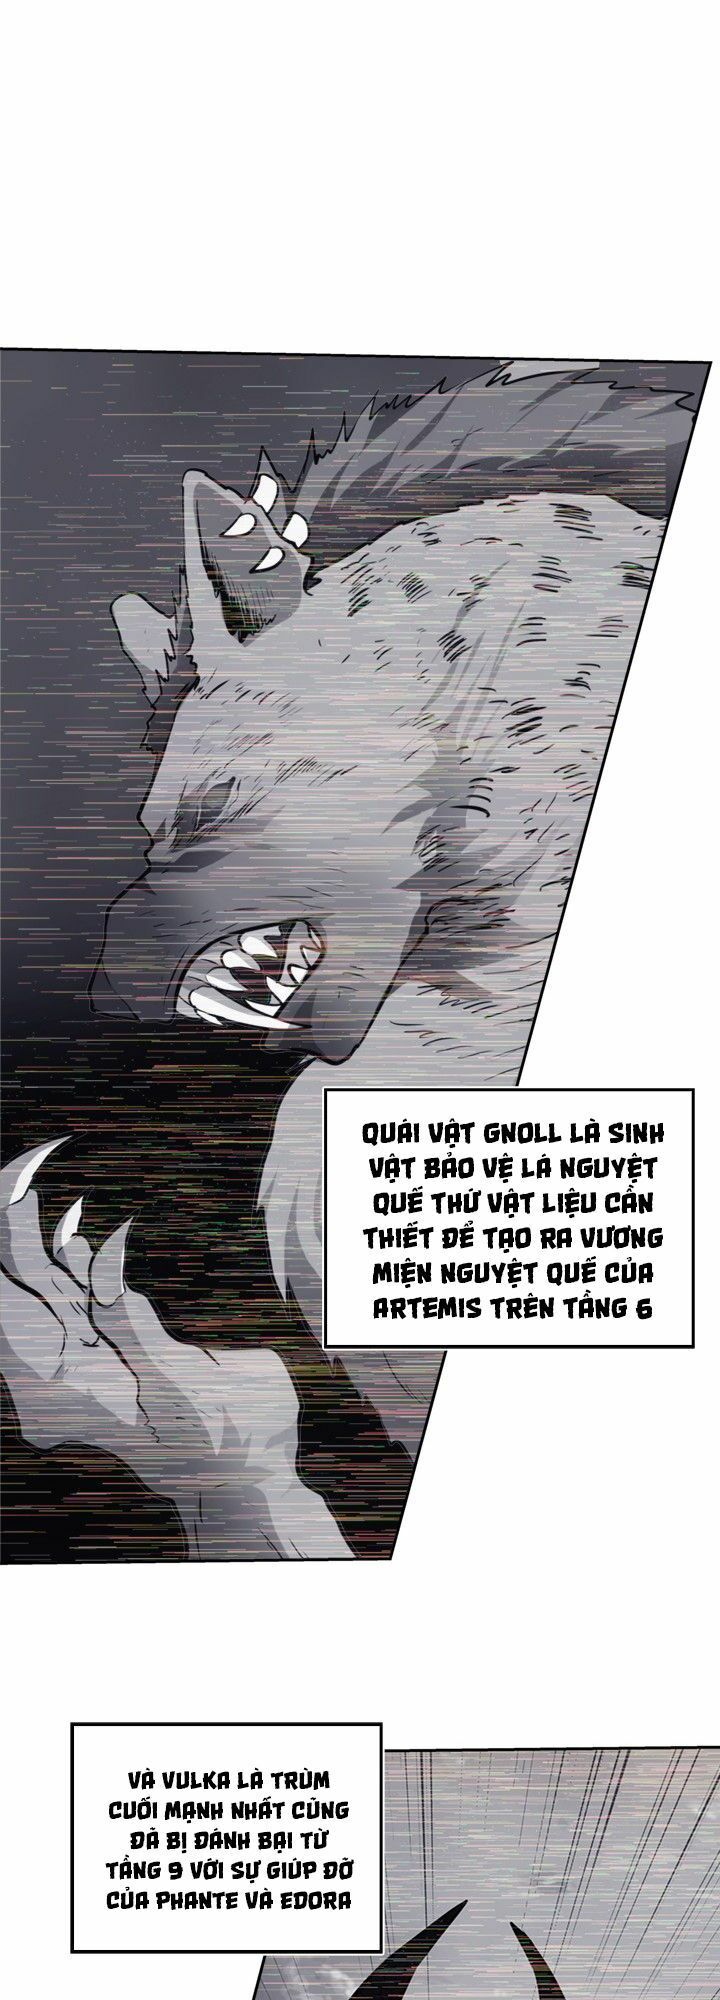 QUÁI VẬT GNOLL LÀ SINH
VẬT BẢO VỆ LÁ NGUYỆT
QUẾ THỨ VẬT LIỆU CẦN
THIẾT ĐỂ TẠO RA VƯƠNG
MIỆN NGUYỆT QUẾ CỦA
ARTEMIS TRÊN TẦNG 6
VÀ VULKA LÀ TRÙM
CUỐI MẠNH NHẤT CŨNG
ĐÃ BỊ ĐÁNH BẠI TỪ
TẦNG 9 VỚI SỰ GIÚP ĐỠ
CỦA PHANTE VÀ EDORA